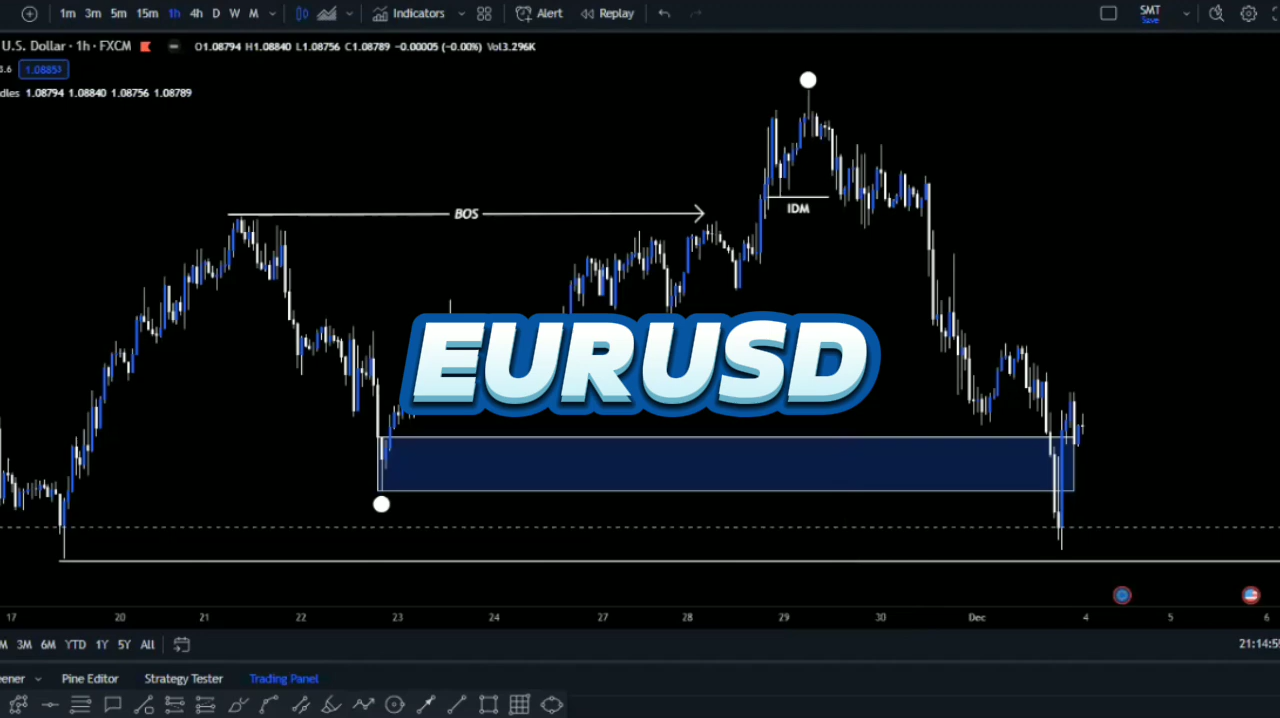 1m 3m 5m 15m 1h 4h D W M Indicators Alert Replay SMT
Save
U.S. Dollar · 1h · FXCM O1.08794 H1.08840 L1.08756 C1.08789 −0.00005 (−0.00%) Vol3.296K
1.08853
1.08794 1.08840 1.08756 1.08789
BOS
IDM
EURUSD
17 20 21 22 23 24 27 28 29 30 Dec 4 5 6
M 3M 6M YTD 1Y 5Y All 21:14:5
Pine Editor Strategy Tester Trading Panel